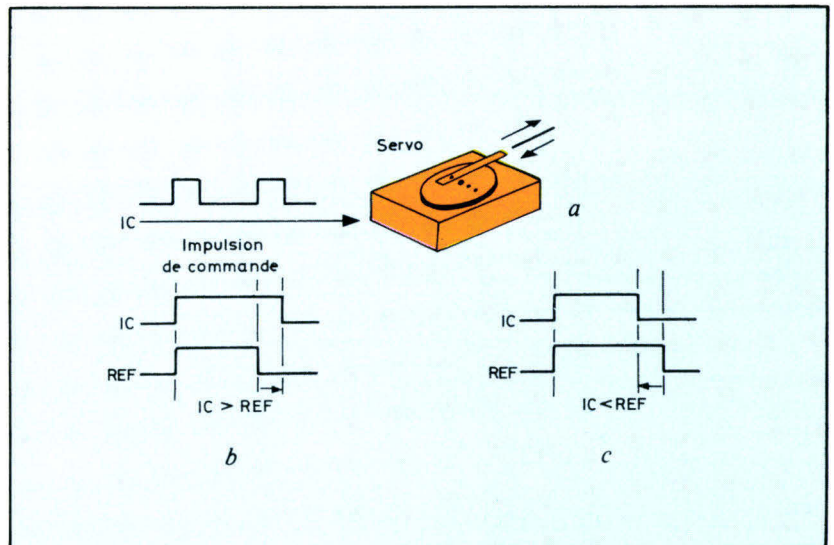 Servo
a
IC
Impulsion
de commande
IC
REF
IC > REF
b
IC
REF
IC<REF
c